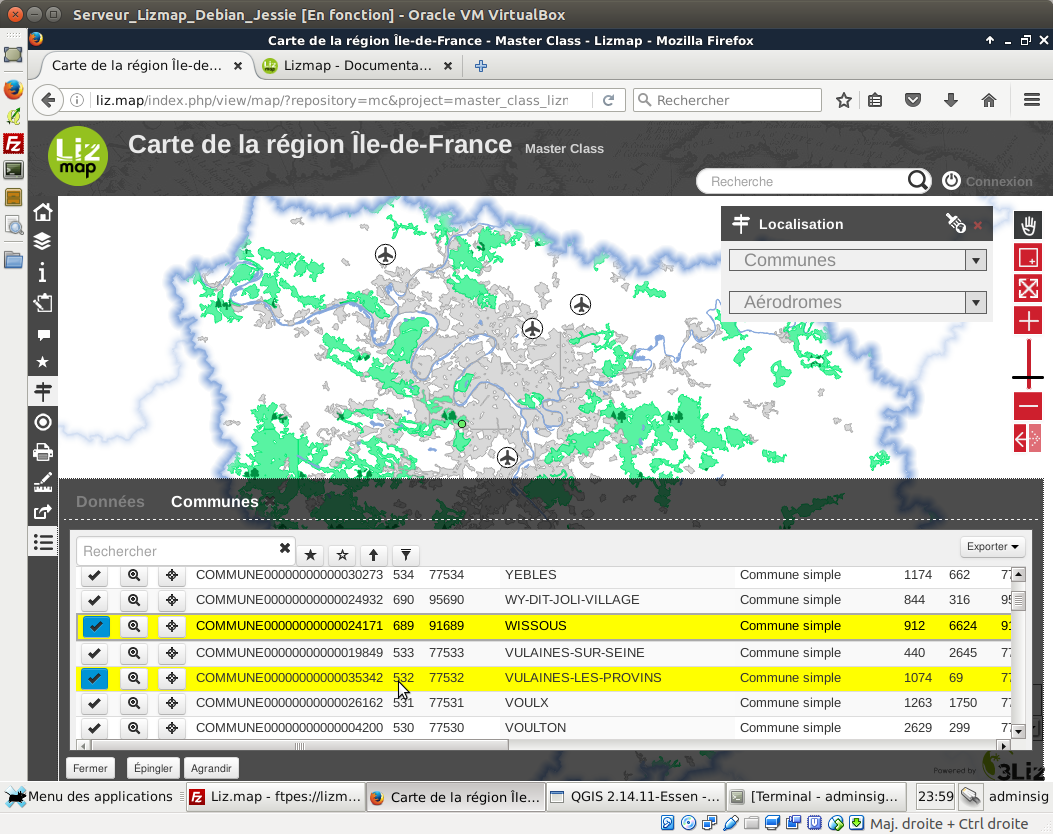 Serveur_Lizmap_Debian_Jessie [En fonction] - Oracle VM VirtualBox
Carte de la région Île-de-France - Master Class - Lizmap - Mozilla Firefox
Carte de la région Île-de... Lizmap - Documenta...
liz.map/index.php/view/map/?repository=mc&project=master_class_lizn Rechercher
Liz map
Carte de la région Île-de-France Master Class
Recherche Connexion
Localisation
Communes
Aérodromes
Données Communes
Rechercher Exporter
COMMUNE00000000000030273 534 77534 YEBLES Commune simple 1174 662 77
COMMUNE00000000000024932 690 95690 WY-DIT-JOLI-VILLAGE Commune simple 844 316 95
COMMUNE00000000000024171 689 91689 WISSOUS Commune simple 912 6624 91
COMMUNE00000000000019849 533 77533 VULAINES-SUR-SEINE Commune simple 440 2645 77
COMMUNE00000000000035342 532 77532 VULAINES-LES-PROVINS Commune simple 1074 69 77
COMMUNE00000000000026162 531 77531 VOULX Commune simple 1263 1750 77
COMMUNE00000000000004200 530 77530 VOULTON Commune simple 2629 299 77
Fermer Épingler Agrandir Powered by 3Liz
Menu des applications Liz.map - ftpes://lizm... Carte de la région Île... QGIS 2.14.11-Essen -... [Terminal - adminsig... 23:59 adminsig
Maj. droite + Ctrl droite